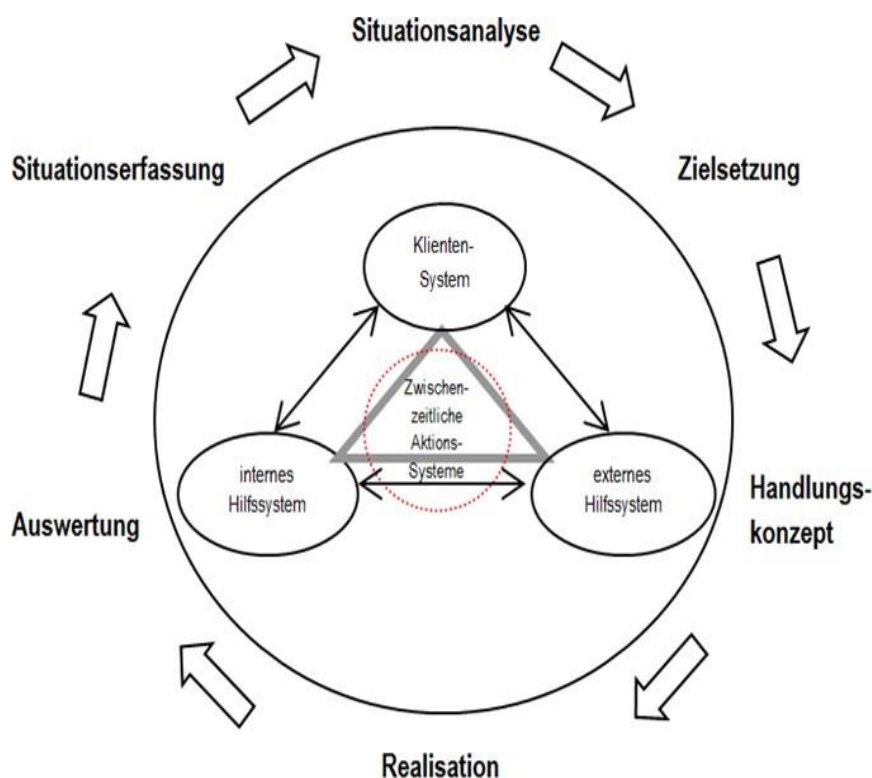 Situationsanalyse
Situationserfassung
Zielsetzung
Klienten-
System
Zwischen-
zeitliche
Aktions-
Systeme
internes
Hilfssystem
externes
Hilfssystem
Auswertung
Handlungs-
konzept
Realisation